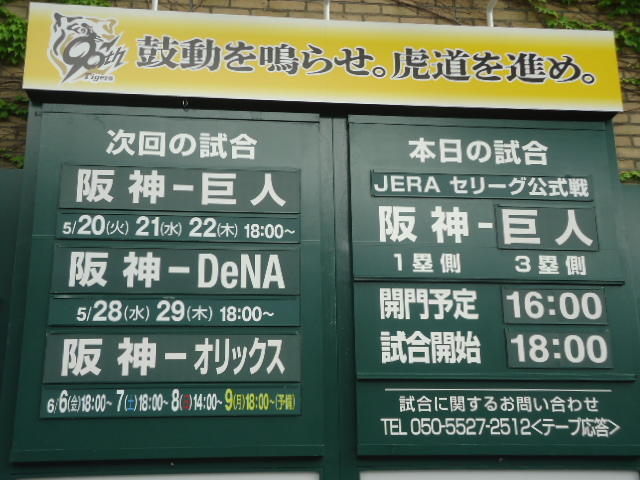 90th
Tigers
鼓動を鳴らせ。虎道を進め。
次回の試合
阪神－巨人
5/20(火) 21(水) 22(木) 18:00~
阪神－DeNA
5/28(水) 29(木) 18:00~
阪神－オリックス
6/6(金)18:00~ 7(土)18:00~ 8(日)14:00~ 9(月)18:00~(予備)
本日の試合
JERA セリーグ公式戦
阪神－巨人
1塁側 3塁側
開門予定 16:00
試合開始 18:00
試合に関するお問い合わせ
TEL 050-5527-2512<テープ応答>